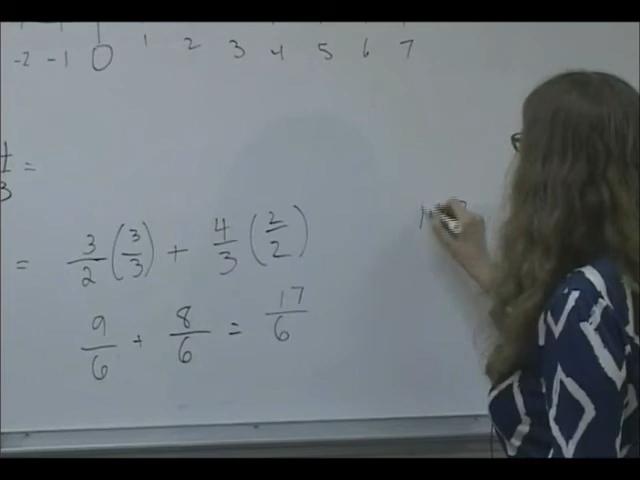 -2 -1 0 1 2 3 4 5 6 7
/3 =
= 3/2 (3/3) + 4/3 (2/2)
9/6 + 8/6 = 17/6